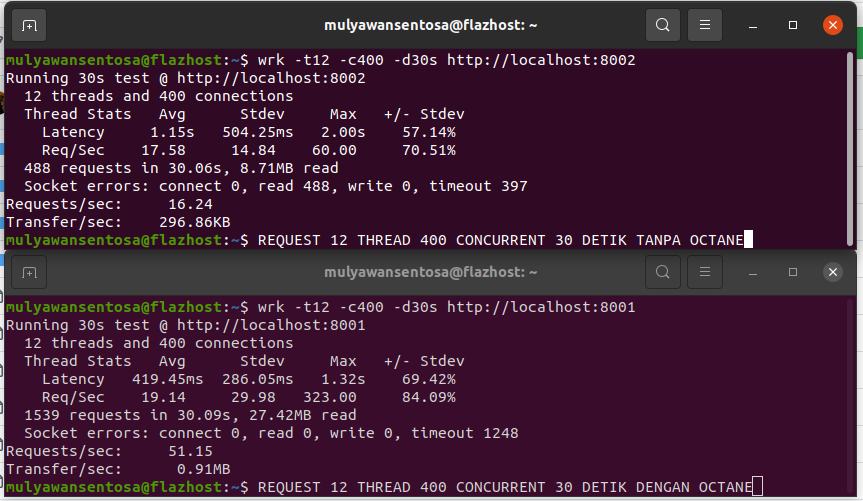 mulyawansentosa@flazhost: ~
mulyawansentosa@flazhost:~$ wrk -t12 -c400 -d30s http://localhost:8002
Running 30s test @ http://localhost:8002
  12 threads and 400 connections
  Thread Stats   Avg      Stdev     Max   +/- Stdev
    Latency     1.15s   504.25ms   2.00s    57.14%
    Req/Sec    17.58     14.84    60.00     70.51%
  488 requests in 30.06s, 8.71MB read
  Socket errors: connect 0, read 488, write 0, timeout 397
Requests/sec:     16.24
Transfer/sec:    296.86KB
mulyawansentosa@flazhost:~$ REQUEST 12 THREAD 400 CONCURRENT 30 DETIK TANPA OCTANE
mulyawansentosa@flazhost: ~
mulyawansentosa@flazhost:~$ wrk -t12 -c400 -d30s http://localhost:8001
Running 30s test @ http://localhost:8001
  12 threads and 400 connections
  Thread Stats   Avg      Stdev     Max   +/- Stdev
    Latency   419.45ms  286.05ms   1.32s    69.42%
    Req/Sec    19.14     29.98   323.00     84.09%
  1539 requests in 30.09s, 27.42MB read
  Socket errors: connect 0, read 0, write 0, timeout 1248
Requests/sec:     51.15
Transfer/sec:      0.91MB
mulyawansentosa@flazhost:~$ REQUEST 12 THREAD 400 CONCURRENT 30 DETIK DENGAN OCTANE